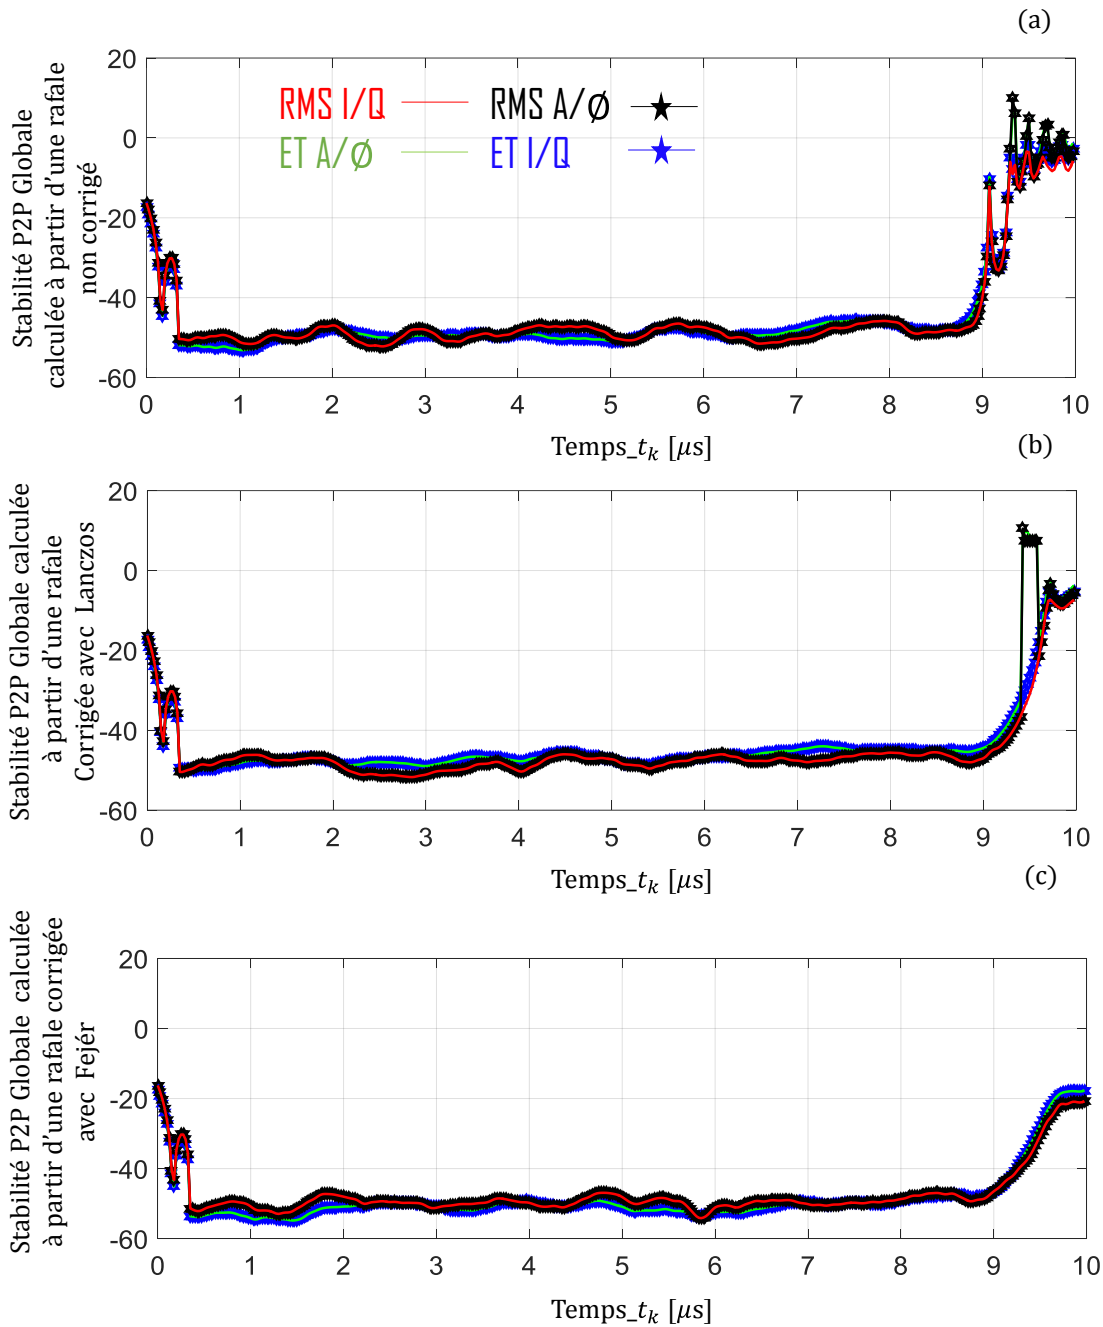 (a)
Stabilité P2P Globale
calculée à partir d'une rafale
non corrigé
20
0
-20
-40
-60
RMS I/Q
RMS A/Ø
ET A/Ø
ET I/Q
0 1 2 3 4 5 6 7 8 9 10
Temps_t_k [μs]
(b)
Stabilité P2P Globale calculée
à partir d'une rafale
Corrigée avec Lanczos
20
0
-20
-40
-60
0 1 2 3 4 5 6 7 8 9 10
Temps_t_k [μs]
(c)
Stabilité P2P Globale calculée
à partir d'une rafale corrigée
avec Fejér
20
0
-20
-40
-60
0 1 2 3 4 5 6 7 8 9 10
Temps_t_k [μs]